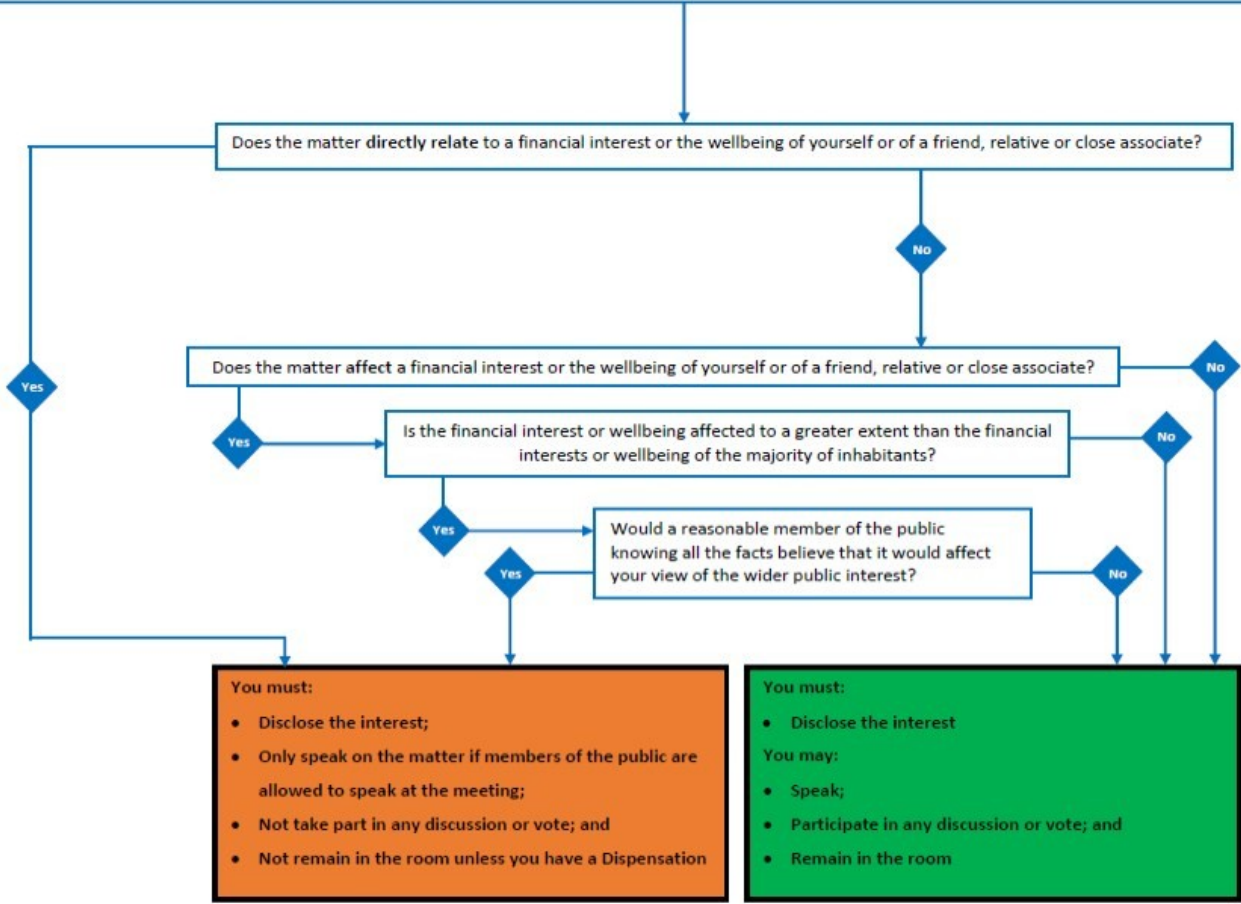 Does the matter directly relate to a financial interest or the wellbeing of yourself or of a friend, relative or close associate?
No
Does the matter affect a financial interest or the wellbeing of yourself or of a friend, relative or close associate?
No
Yes
Yes
Is the financial interest or wellbeing affected to a greater extent than the financial
interests or wellbeing of the majority of inhabitants?
No
Yes
Would a reasonable member of the public
knowing all the facts believe that it would affect
your view of the wider public interest?
Yes
No
You must:
• Disclose the interest;
• Only speak on the matter if members of the public are
allowed to speak at the meeting;
• Not take part in any discussion or vote; and
• Not remain in the room unless you have a Dispensation
You must:
• Disclose the interest
You may:
• Speak;
• Participate in any discussion or vote; and
• Remain in the room